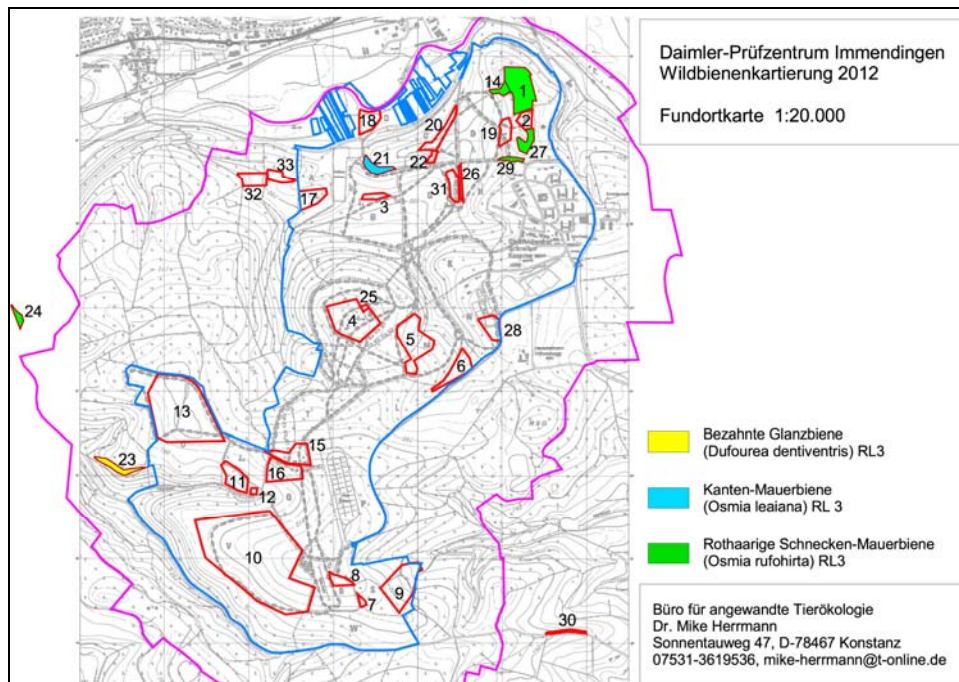 Daimler-Prüfzentrum Immendingen
Wildbienenkartierung 2012
Fundortkarte 1:20.000
14
1
2
18
20
19
27
21
22
29
33
26
31
32
17
3
24
25
4
5
28
6
13
15
23
11
16
12
10
8
7
9
30
Bezahnte Glanzbiene
(Dufourea dentiventris) RL3
Kanten-Mauerbiene
(Osmia leaiana) RL 3
Rothaarige Schnecken-Mauerbiene
(Osmia rufohirta) RL3
Büro für angewandte Tierökologie
Dr. Mike Herrmann
Sonnentauweg 47, D-78467 Konstanz
07531-3619536, mike-herrmann@t-online.de